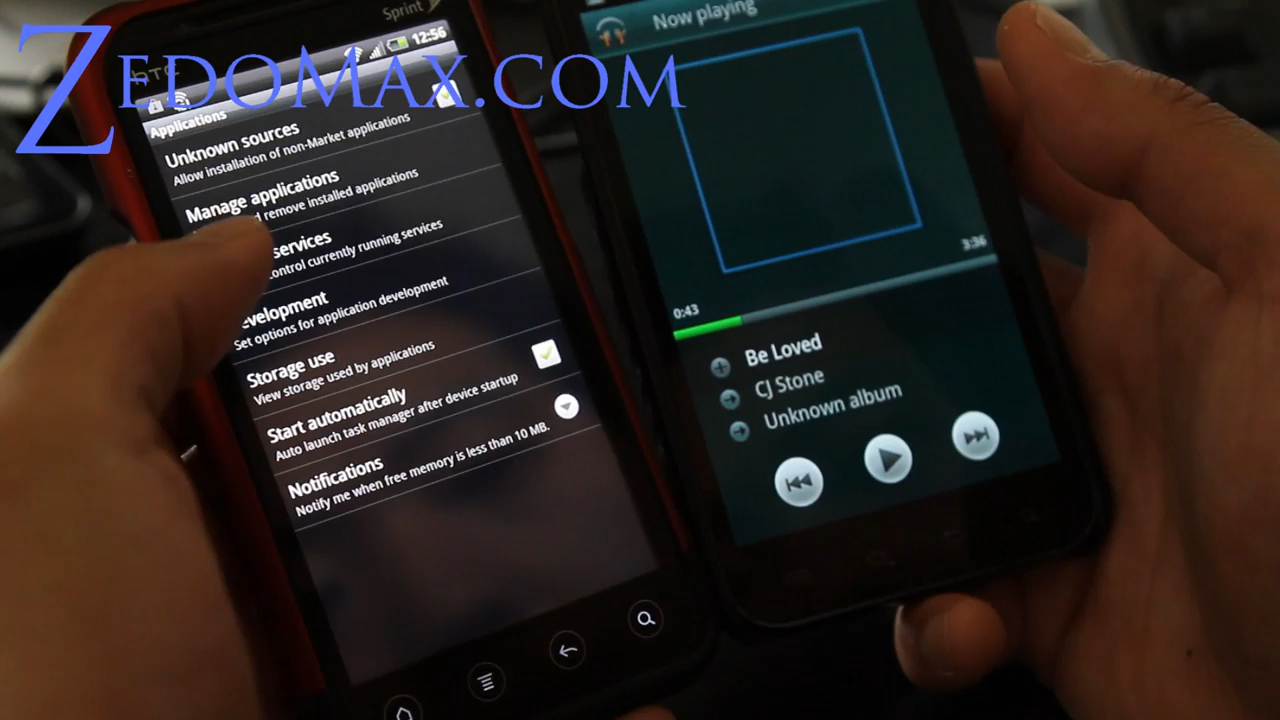 ZEDOMAX.COM
Sprint
hTC
12:56
Applications
Unknown sources
Allow installation of non-Market applications
Manage applications
remove installed applications
services
control currently running services
evelopment
Set options for application development
Storage use
View storage used by applications
Start automatically
Auto launch task manager after device startup
Notifications
Notify me when free memory is less than 10 MB.
Now playing
0:43
3:36
Be Loved
CJ Stone
Unknown album